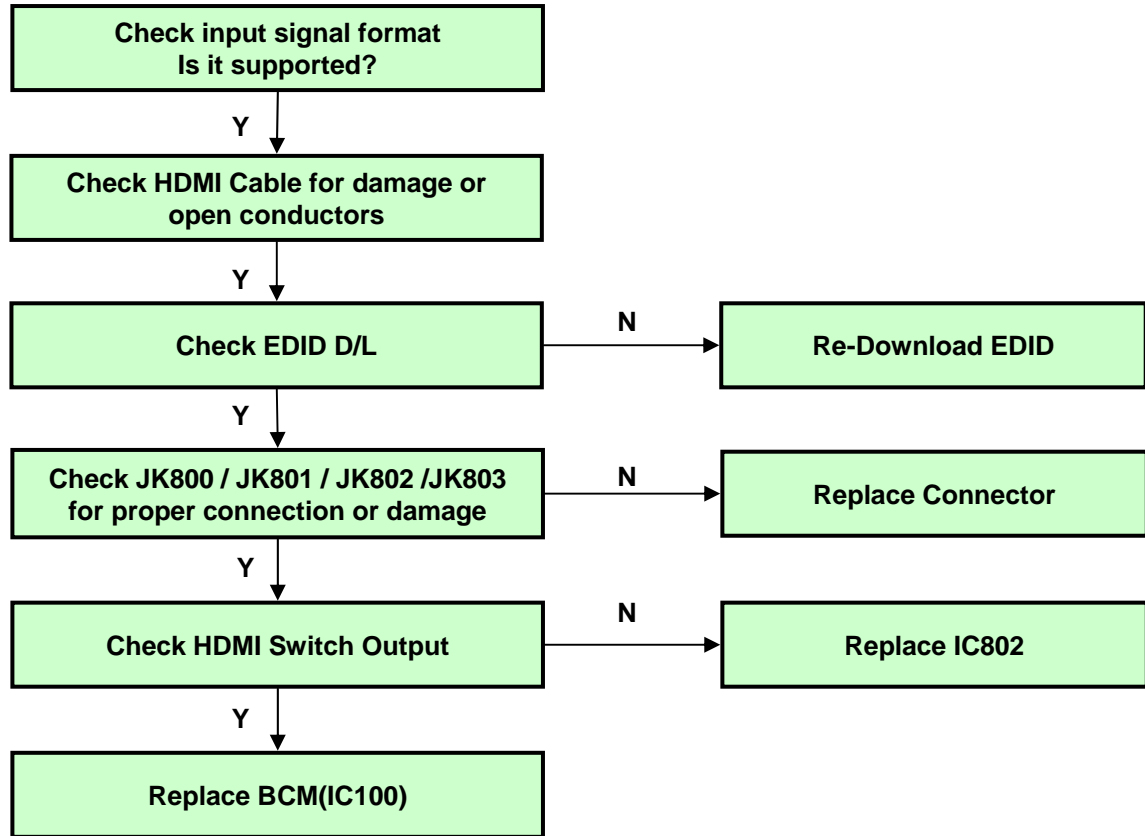 Check input signal format
Is it supported?
Y
Check HDMI Cable for damage or
open conductors
Y
Check EDID D/L
N
Re-Download EDID
Y
Check JK800 / JK801 / JK802 /JK803
for proper connection or damage
N
Replace Connector
Y
Check HDMI Switch Output
N
Replace IC802
Y
Replace BCM(IC100)